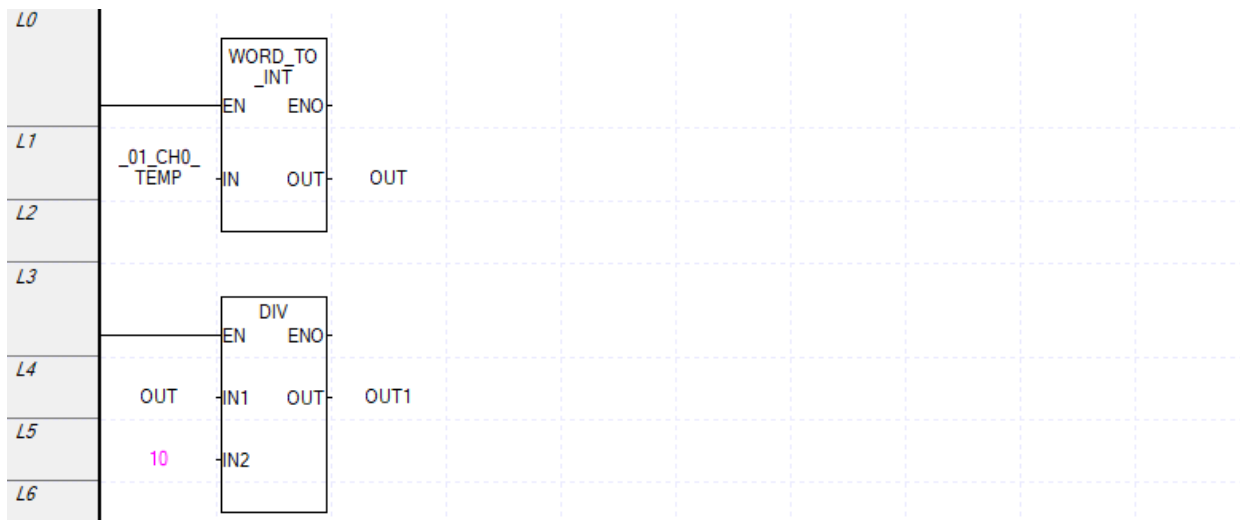 L0
WORD_TO
_INT
EN ENO
L1
_01_CH0_
TEMP IN OUT OUT
L2
L3
DIV
EN ENO
L4
OUT IN1 OUT OUT1
L5
10 IN2
L6